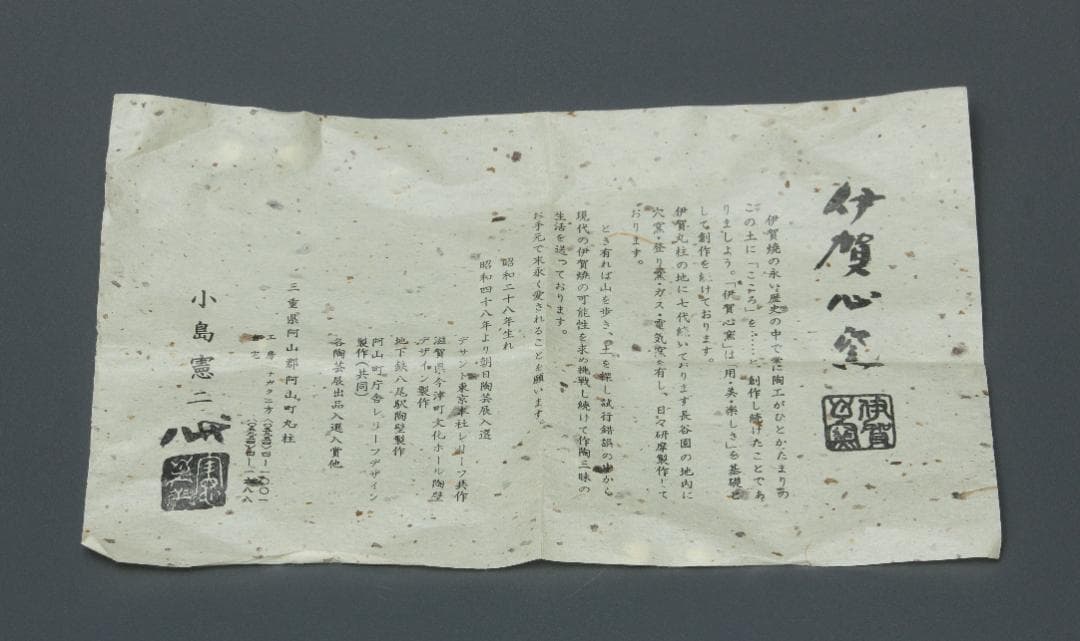 伊賀心窯
伊賀心窯
伊賀焼の永い歴史の中で常に陶工がひとかたまりの
この土に「こころ」を……と、創作し続けたことであ
りましよう。「伊賀心窯」は「用・美・楽しさ」を基礎と
して創作を続けております。
伊賀丸柱の地に七代続いております長谷園の地内に
穴窯・登り窯・ガス・電気窯を有し、日々研摩製作して
おります。
とき有れば山を歩き、土を探し試行錯誤の中から
現代の伊賀焼の可能性を求め挑戦し続けて作陶三昧の
生活を送っております。
お手元で末永く愛されることを願います。
昭和二十八年生れ
昭和四十八年より朝日陶芸展入選
デサント東京本社レリーフ共作
滋賀県今津町文化ホール陶壁
デザイン製作
地下鉄八尾駅陶壁製作
阿山町庁舎レリーフデザイン
製作(共同)
各陶芸展出品入選入賞他
三重県阿山郡阿山町丸柱
工房 ナガタニ方
小島憲二
心